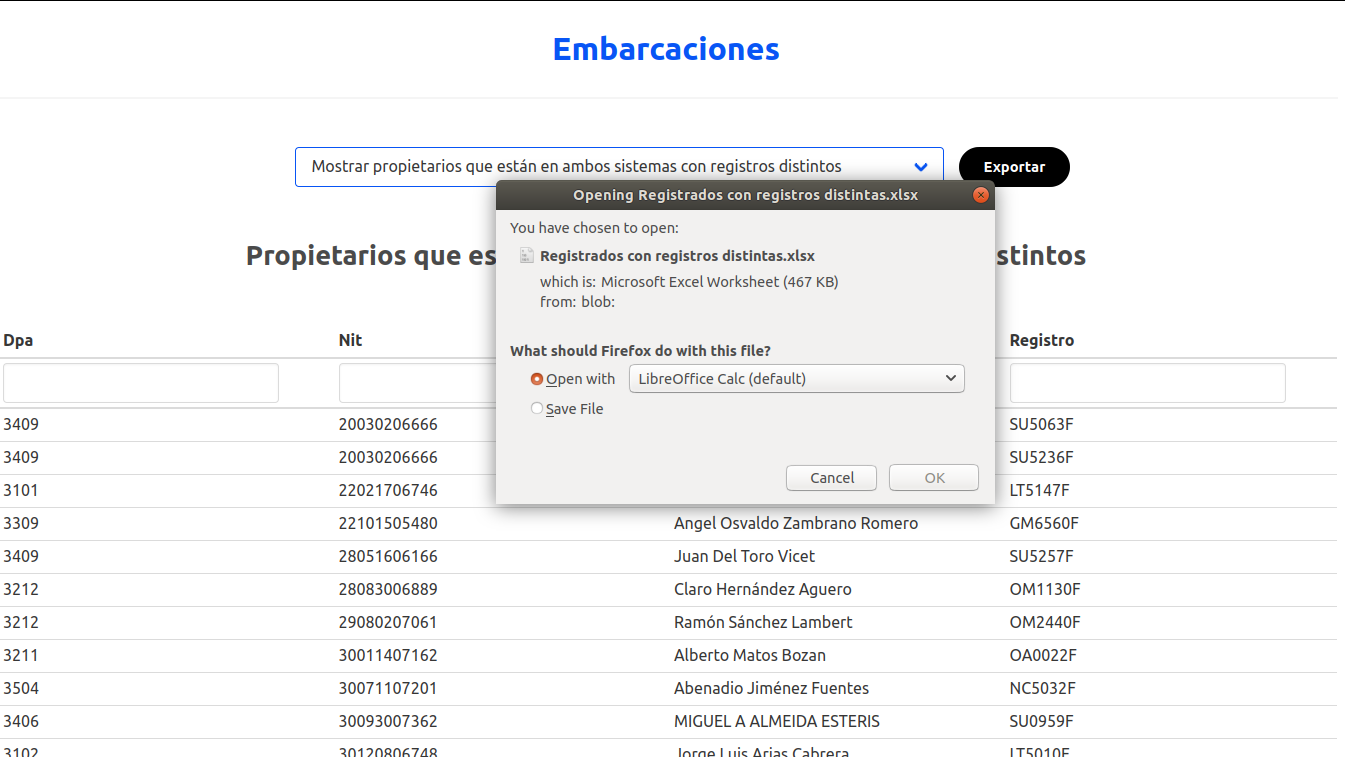 Embarcaciones
Mostrar propietarios que están en ambos sistemas con registros distintos
Exportar
Opening Registrados con registros distintas.xlsx
You have chosen to open:
Registrados con registros distintas.xlsx
which is: Microsoft Excel Worksheet (467 KB)
from: blob:
What should Firefox do with this file?
Open with LibreOffice Calc (default)
Save File
Cancel OK
Propietarios que es stintos
Dpa Nit Registro
3409 20030206666 SU5063F
3409 20030206666 SU5236F
3101 22021706746 LT5147F
3309 22101505480 Angel Osvaldo Zambrano Romero GM6560F
3409 28051606166 Juan Del Toro Vicet SU5257F
3212 28083006889 Claro Hernández Aguero OM1130F
3212 29080207061 Ramón Sánchez Lambert OM2440F
3211 30011407162 Alberto Matos Bozan OA0022F
3504 30071107201 Abenadio Jiménez Fuentes NC5032F
3406 30093007362 MIGUEL A ALMEIDA ESTERIS SU0959F
3102 30120806748 Jorge Luis Arias Cabrera LT5010F